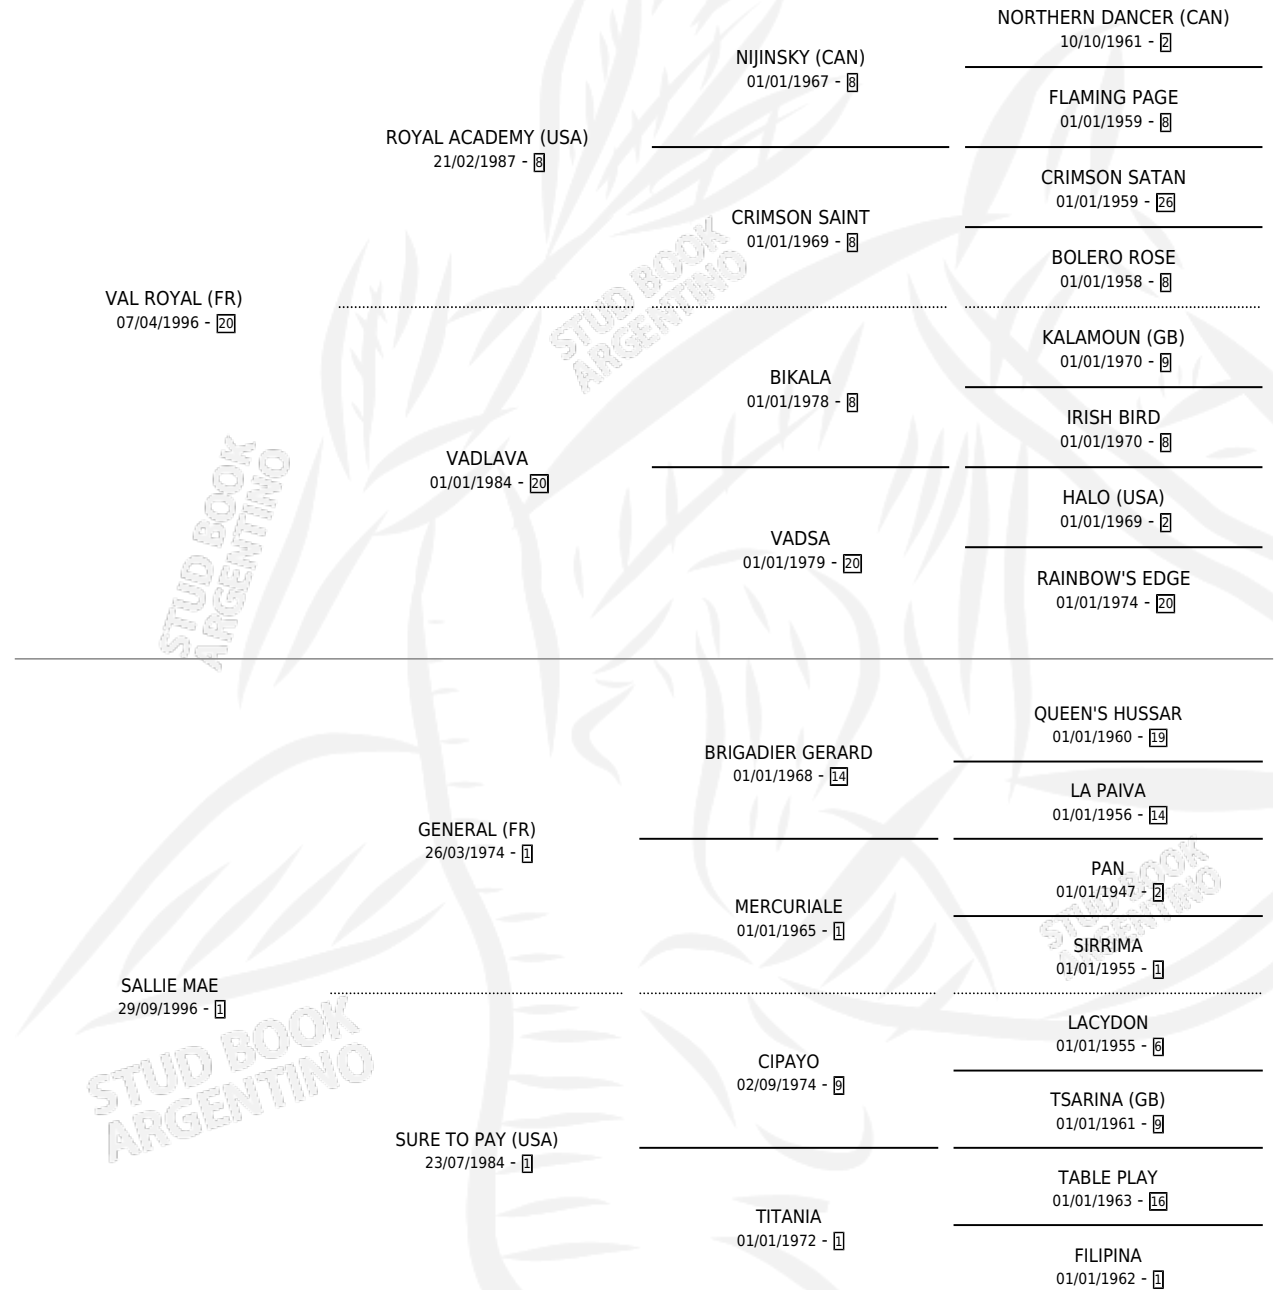 NORTHERN DANCER (CAN)
10/10/1961 - 2
NIJINSKY (CAN)
01/01/1967 - 8
FLAMING PAGE
01/01/1959 - 8
ROYAL ACADEMY (USA)
21/02/1987 - 8
CRIMSON SATAN
01/01/1959 - 26
CRIMSON SAINT
01/01/1969 - 8
BOLERO ROSE
01/01/1958 - 8
VAL ROYAL (FR)
07/04/1996 - 20
STUD BOOK
ARGENTINO
KALAMOUN (GB)
01/01/1970 - 9
BIKALA
01/01/1978 - 8
IRISH BIRD
01/01/1970 - 8
VADLAVA
01/01/1984 - 20
HALO (USA)
01/01/1969 - 2
VADSA
01/01/1979 - 20
RAINBOW'S EDGE
01/01/1974 - 20
STUD BOOK
ARGENTINO
QUEEN'S HUSSAR
01/01/1960 - 19
BRIGADIER GERARD
01/01/1968 - 14
LA PAIVA
01/01/1956 - 14
GENERAL (FR)
26/03/1974 - 1
PAN
01/01/1947 - 2
MERCURIALE
01/01/1965 - 1
STUD BOOK
ARGENTINO
SIRRIMA
01/01/1955 - 1
SALLIE MAE
29/09/1996 - 1
STUD BOOK
ARGENTINO
LACYDON
01/01/1955 - 6
CIPAYO
02/09/1974 - 9
TSARINA (GB)
01/01/1961 - 9
SURE TO PAY (USA)
23/07/1984 - 1
TABLE PLAY
01/01/1963 - 16
TITANIA
01/01/1972 - 1
FILIPINA
01/01/1962 - 1